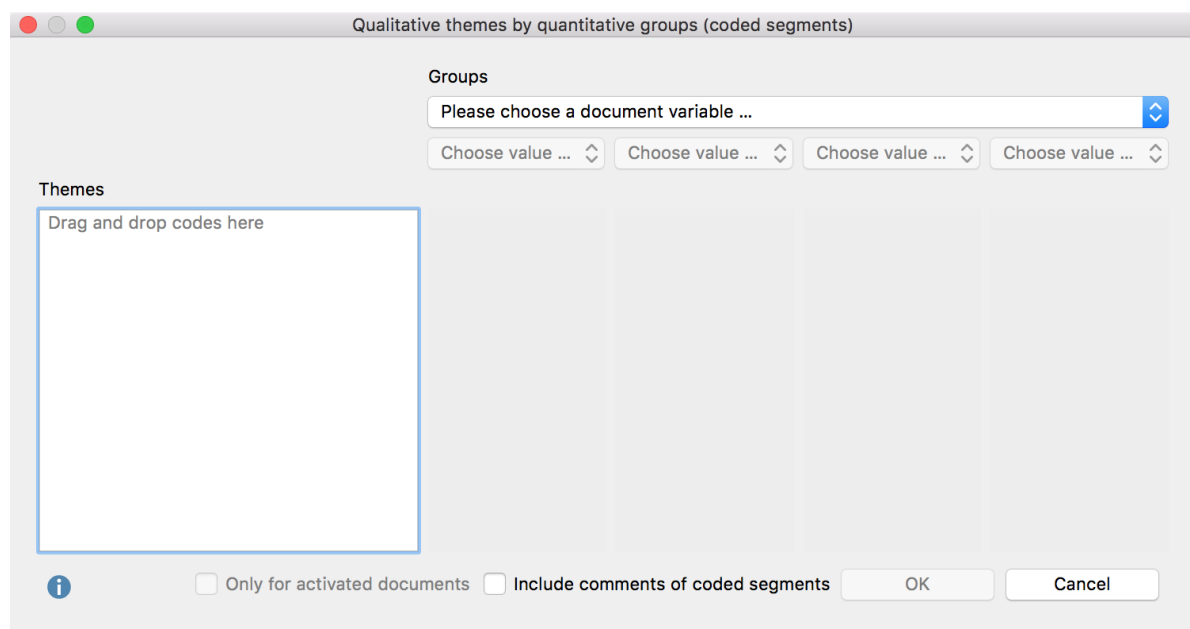 Qualitative themes by quantitative groups (coded segments)
Groups
Please choose a document variable ...
Choose value ... Choose value ... Choose value ... Choose value ...
Themes
Drag and drop codes here
Only for activated documents Include comments of coded segments OK Cancel